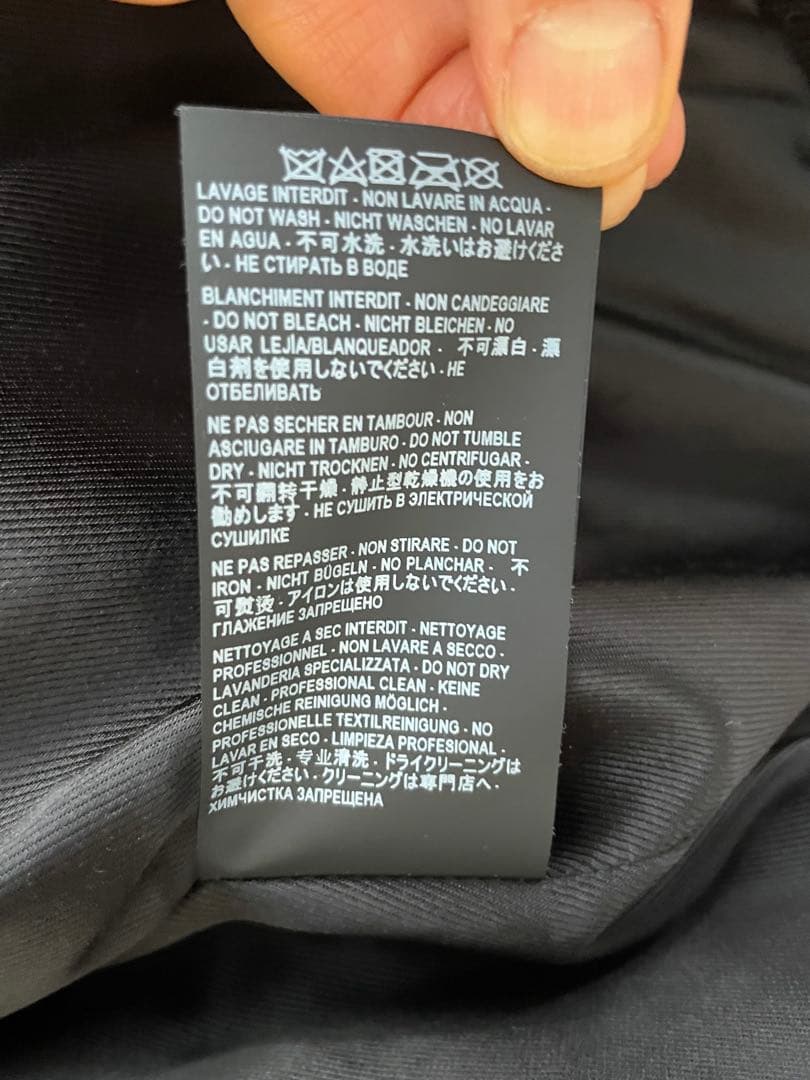 LAVAGE INTERDIT - NON LAVARE IN ACQUA -
DO NOT WASH - NICHT WASCHEN - NO LAVAR
EN AGUA - 不可水洗 - 水洗いはお避けくださ
い - НЕ СТИРАТЬ В ВОДЕ
BLANCHIMENT INTERDIT - NON CANDEGGIARE
- DO NOT BLEACH - NICHT BLEICHEN - NO
USAR LEJÍA/BLANQUEADOR - 不可漂白 - 漂
白剤を使用しないでください - НЕ
ОТБЕЛИВАТЬ
NE PAS SECHER EN TAMBOUR - NON
ASCIUGARE IN TAMBURO - DO NOT TUMBLE
DRY - NICHT TROCKNEN - NO CENTRIFUGAR -
不可翻转干燥 - 静止型乾燥機の使用をお
勧めします - НЕ СУШИТЬ В ЭЛЕКТРИЧЕСКОЙ
СУШИЛКЕ
NE PAS REPASSER - NON STIRARE - DO NOT
IRON - NICHT BÜGELN - NO PLANCHAR - 不
可熨烫 - アイロンは使用しないでください -
ГЛАЖЕНИЕ ЗАПРЕЩЕНО
NETTOYAGE A SEC INTERDIT - NETTOYAGE
PROFESSIONNEL - NON LAVARE A SECCO -
LAVANDERIA SPECIALIZZATA - DO NOT DRY
CLEAN - PROFESSIONAL CLEAN - KEINE
CHEMISCHE REINIGUNG MÖGLICH -
PROFESSIONELLE TEXTILREINIGUNG - NO
LAVAR EN SECO - LIMPIEZA PROFESIONAL -
不可干洗 - 专业清洗 - ドライクリーニングは
お避けください - クリーニングは専門店へ -
ХИМЧИСТКА ЗАПРЕЩЕНА